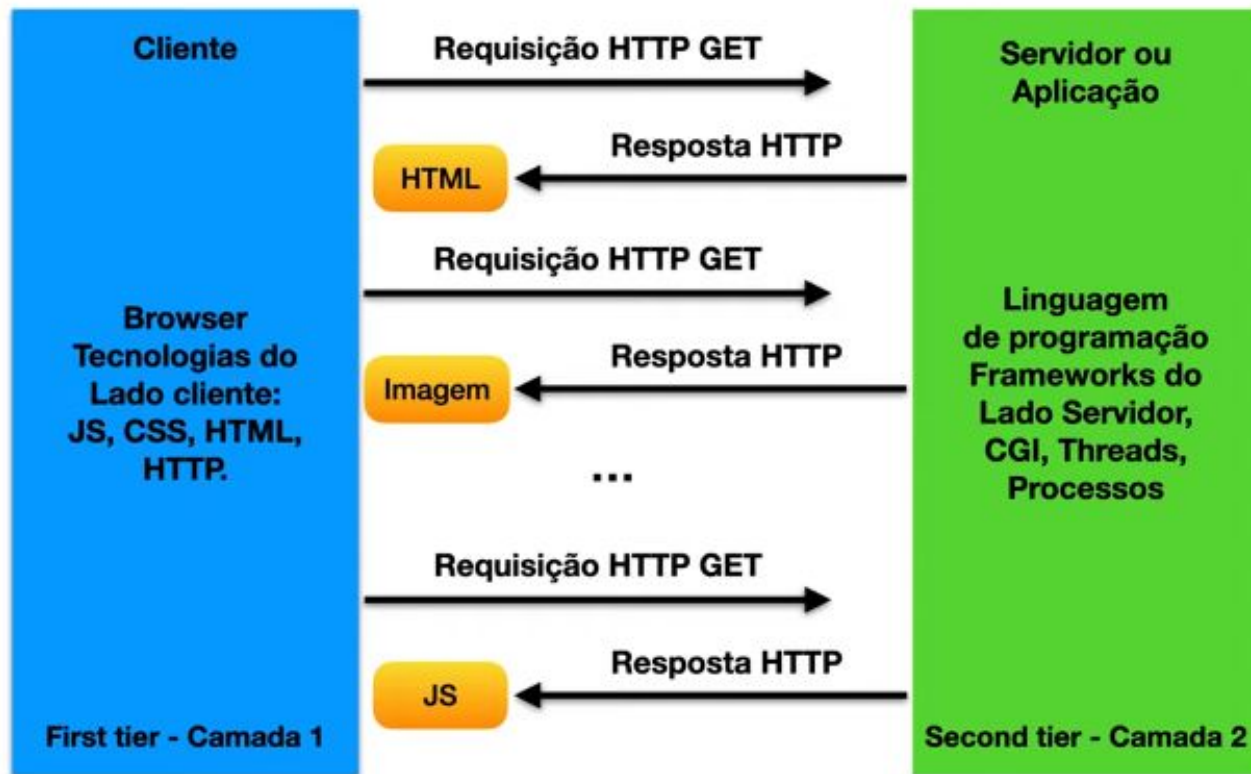 Cliente
Requisição HTTP GET
Servidor ou
Aplicação
Resposta HTTP
HTML
Requisição HTTP GET
Browser
Tecnologias do
Lado cliente:
JS, CSS, HTML,
HTTP.
Resposta HTTP
Imagem
...
Linguagem
de programação
Frameworks do
Lado Servidor,
CGI, Threads,
Processos
Requisição HTTP GET
Resposta HTTP
JS
First tier - Camada 1
Second tier - Camada 2